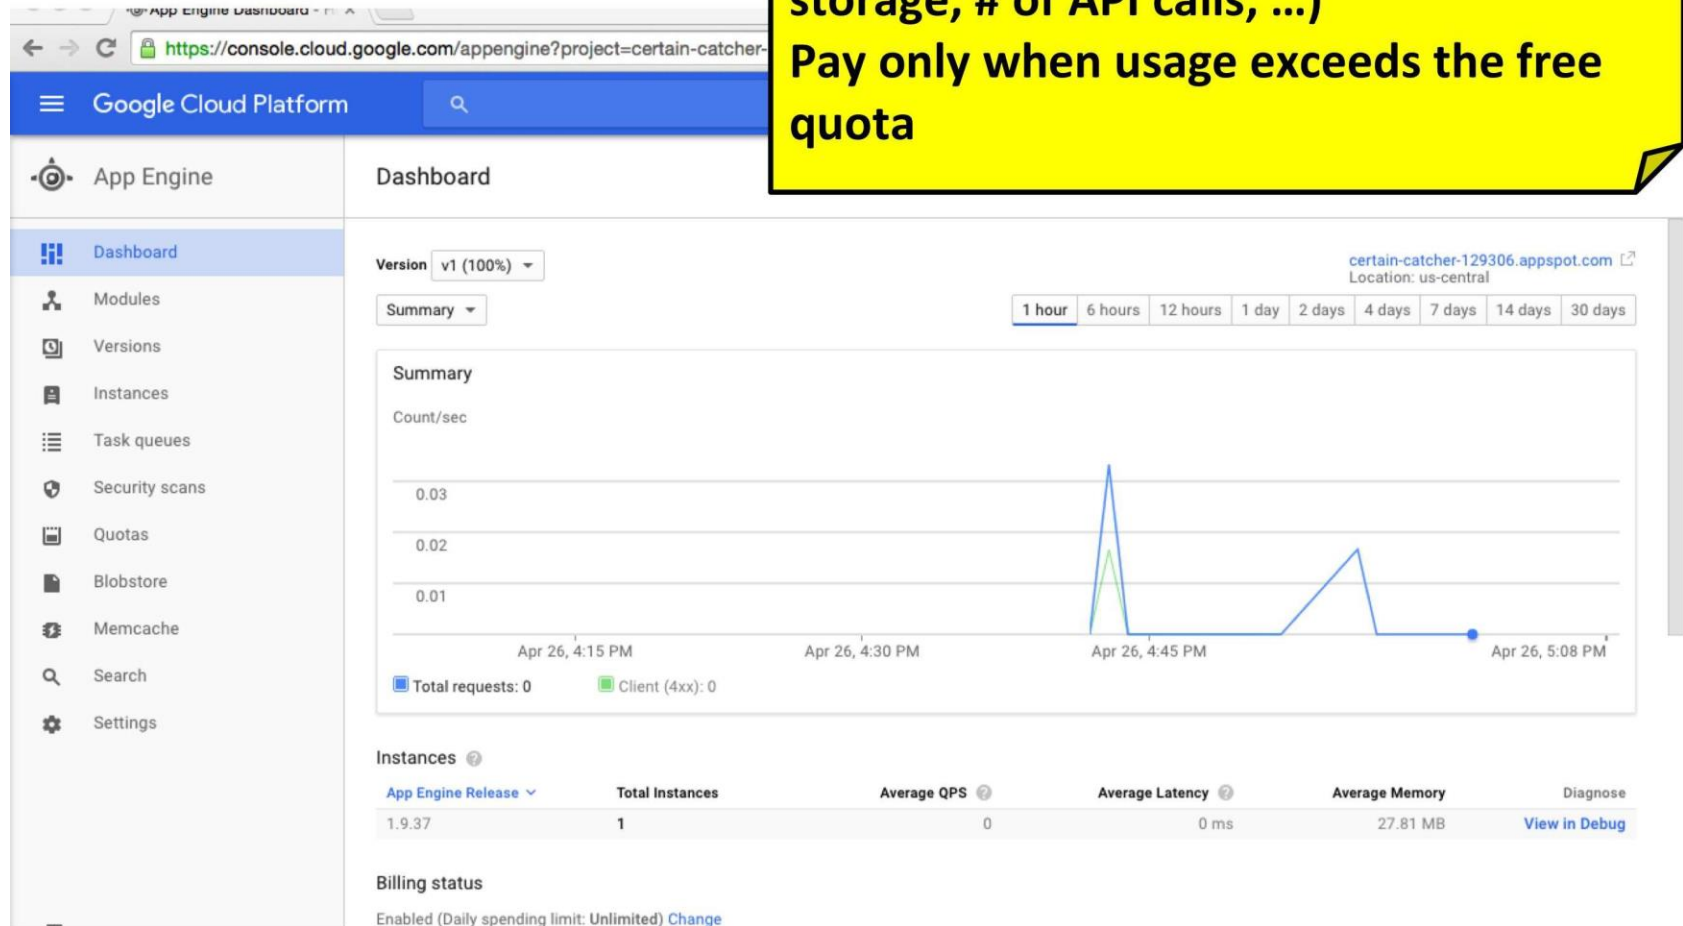 App Engine Dashboard
storage, # of API calls, ...)
https://console.cloud.google.com/appengine?project=certain-catcher-
Pay only when usage exceeds the free
quota
Google Cloud Platform
App Engine
Dashboard
Dashboard
Modules
Versions
Instances
Task queues
Security scans
Quotas
Blobstore
Memcache
Search
Settings
Version v1 (100%)
certain-catcher-129306.appspot.com
Location: us-central
Summary
1 hour 6 hours 12 hours 1 day 2 days 4 days 7 days 14 days 30 days
Summary
Count/sec
0.03
0.02
0.01
Apr 26, 4:15 PM Apr 26, 4:30 PM Apr 26, 4:45 PM Apr 26, 5:08 PM
Total requests: 0 Client (4xx): 0
Instances
App Engine Release Total Instances Average QPS Average Latency Average Memory Diagnose
1.9.37 1 0 0 ms 27.81 MB View in Debug
Billing status
Enabled (Daily spending limit: Unlimited) Change